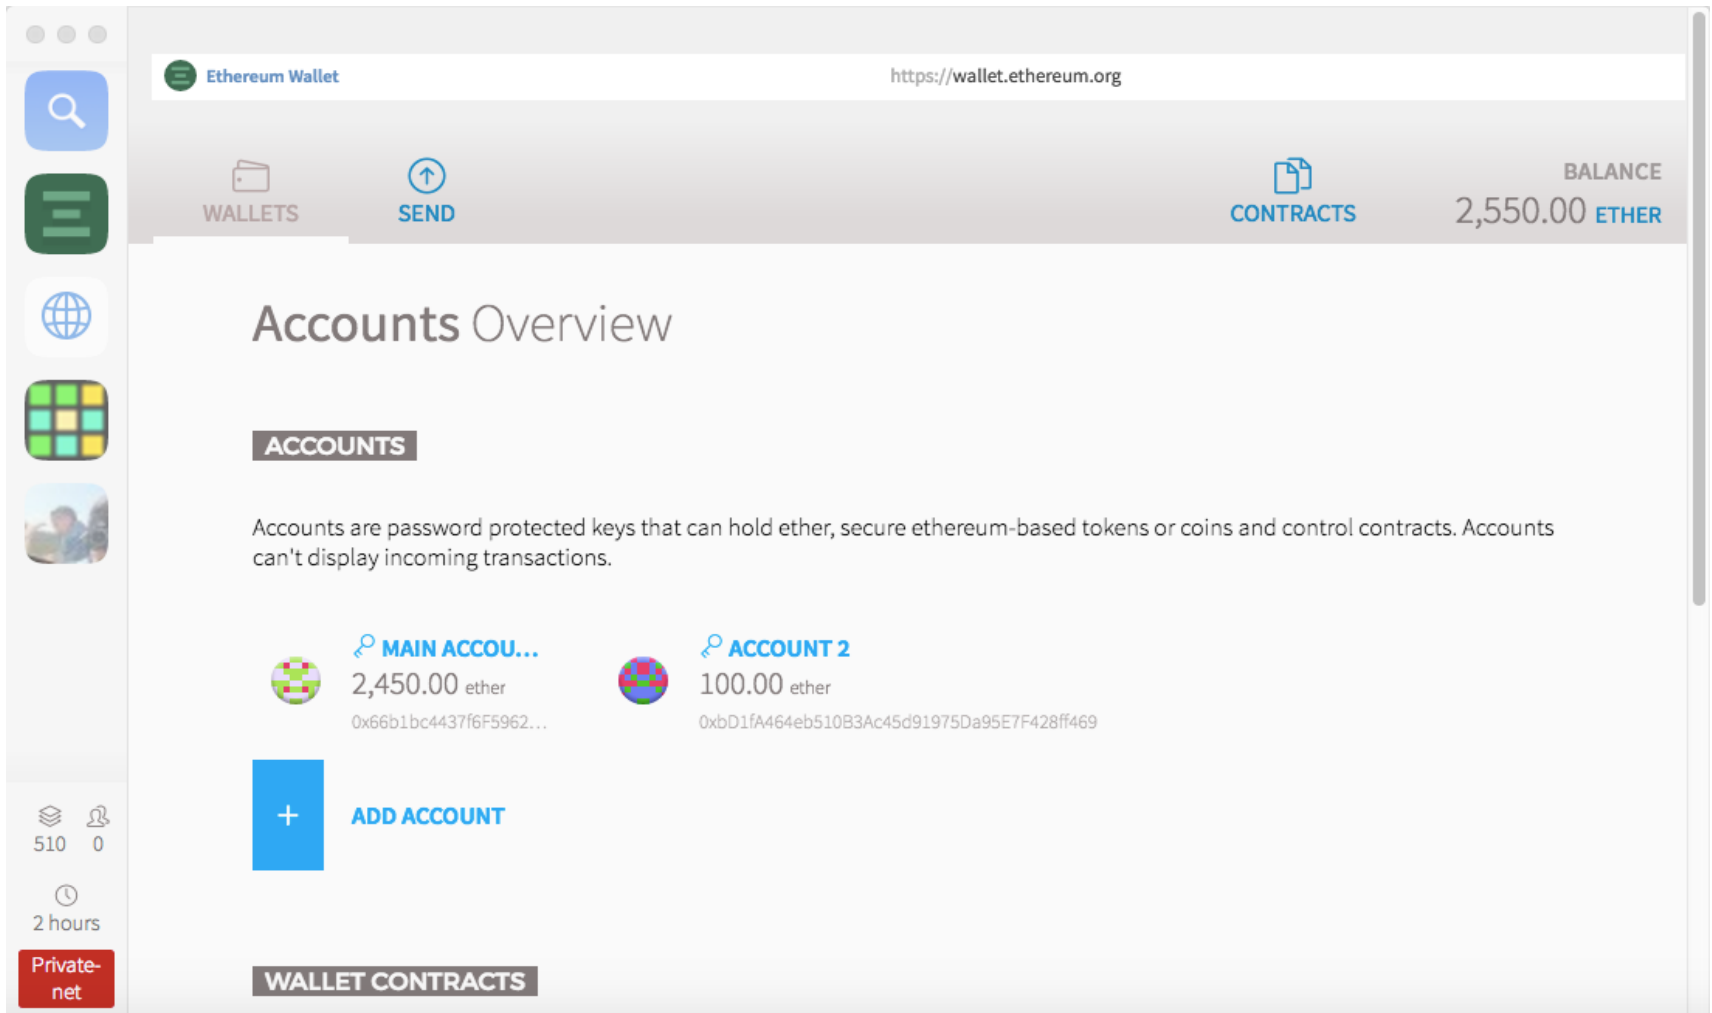 Ethereum Wallet
https://wallet.ethereum.org
WALLETS
SEND
CONTRACTS
BALANCE
2,550.00 ETHER
Accounts Overview
ACCOUNTS
Accounts are password protected keys that can hold ether, secure ethereum-based tokens or coins and control contracts. Accounts
can't display incoming transactions.
MAIN ACCOU...
2,450.00 ether
0x66b1bc4437f6F5962...
ACCOUNT 2
100.00 ether
0xbD1fA464eb510B3Ac45d91975Da95E7F428ff469
+
ADD ACCOUNT
510
0
2 hours
Private-
net
WALLET CONTRACTS